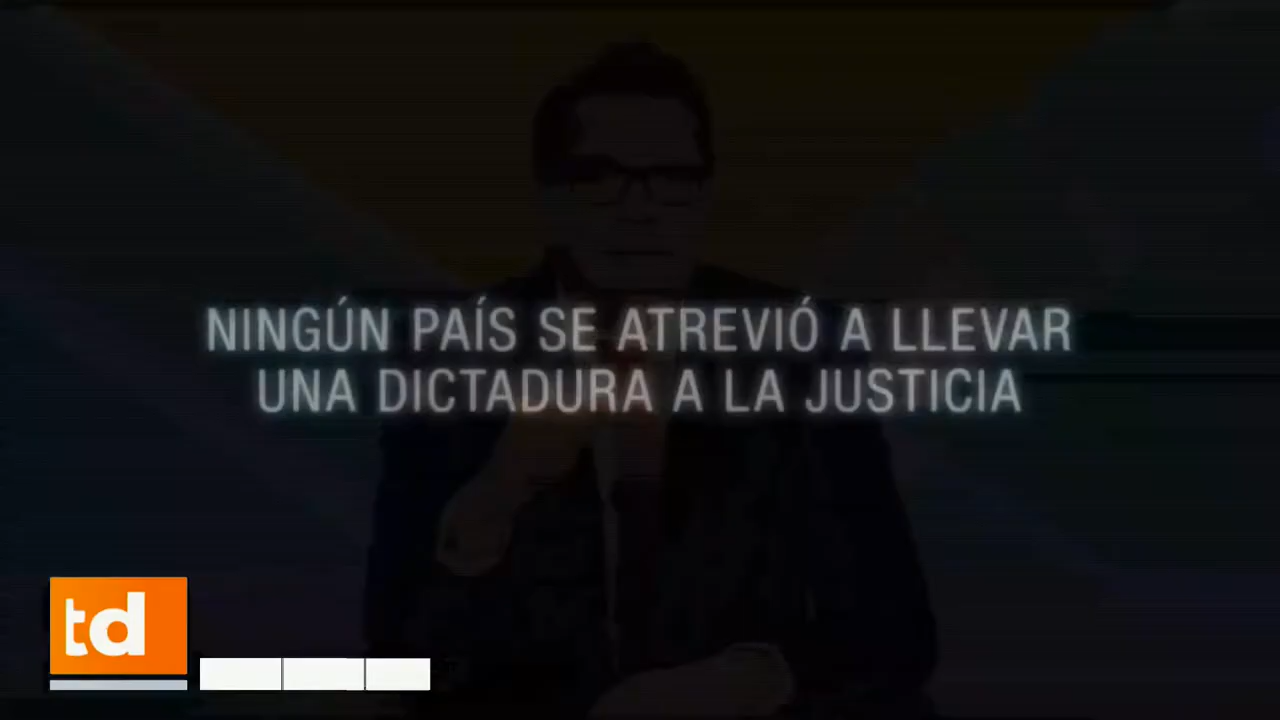 NINGÚN PAÍS SE ATREVIÓ A LLEVAR
UNA DICTADURA A LA JUSTICIA
td